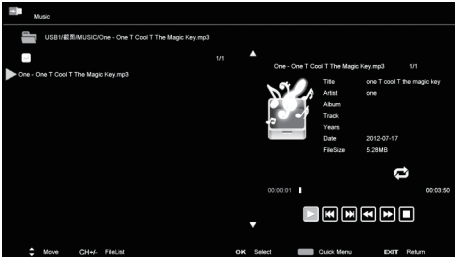 Music
USB1/截图/MUSIC/One - One T Cool T The Magic Key.mp3
1/1
One - One T Cool T The Magic Key.mp3
One - One T Cool T The Magic Key.mp3 1/1
Title one T cool T the magic key
Artist one
Album
Track
Years
Date 2012-07-17
FileSize 5.28MB
00:00:01 00:03:50
Move CH+/- FileList OK Select Quick Menu EXIT Return